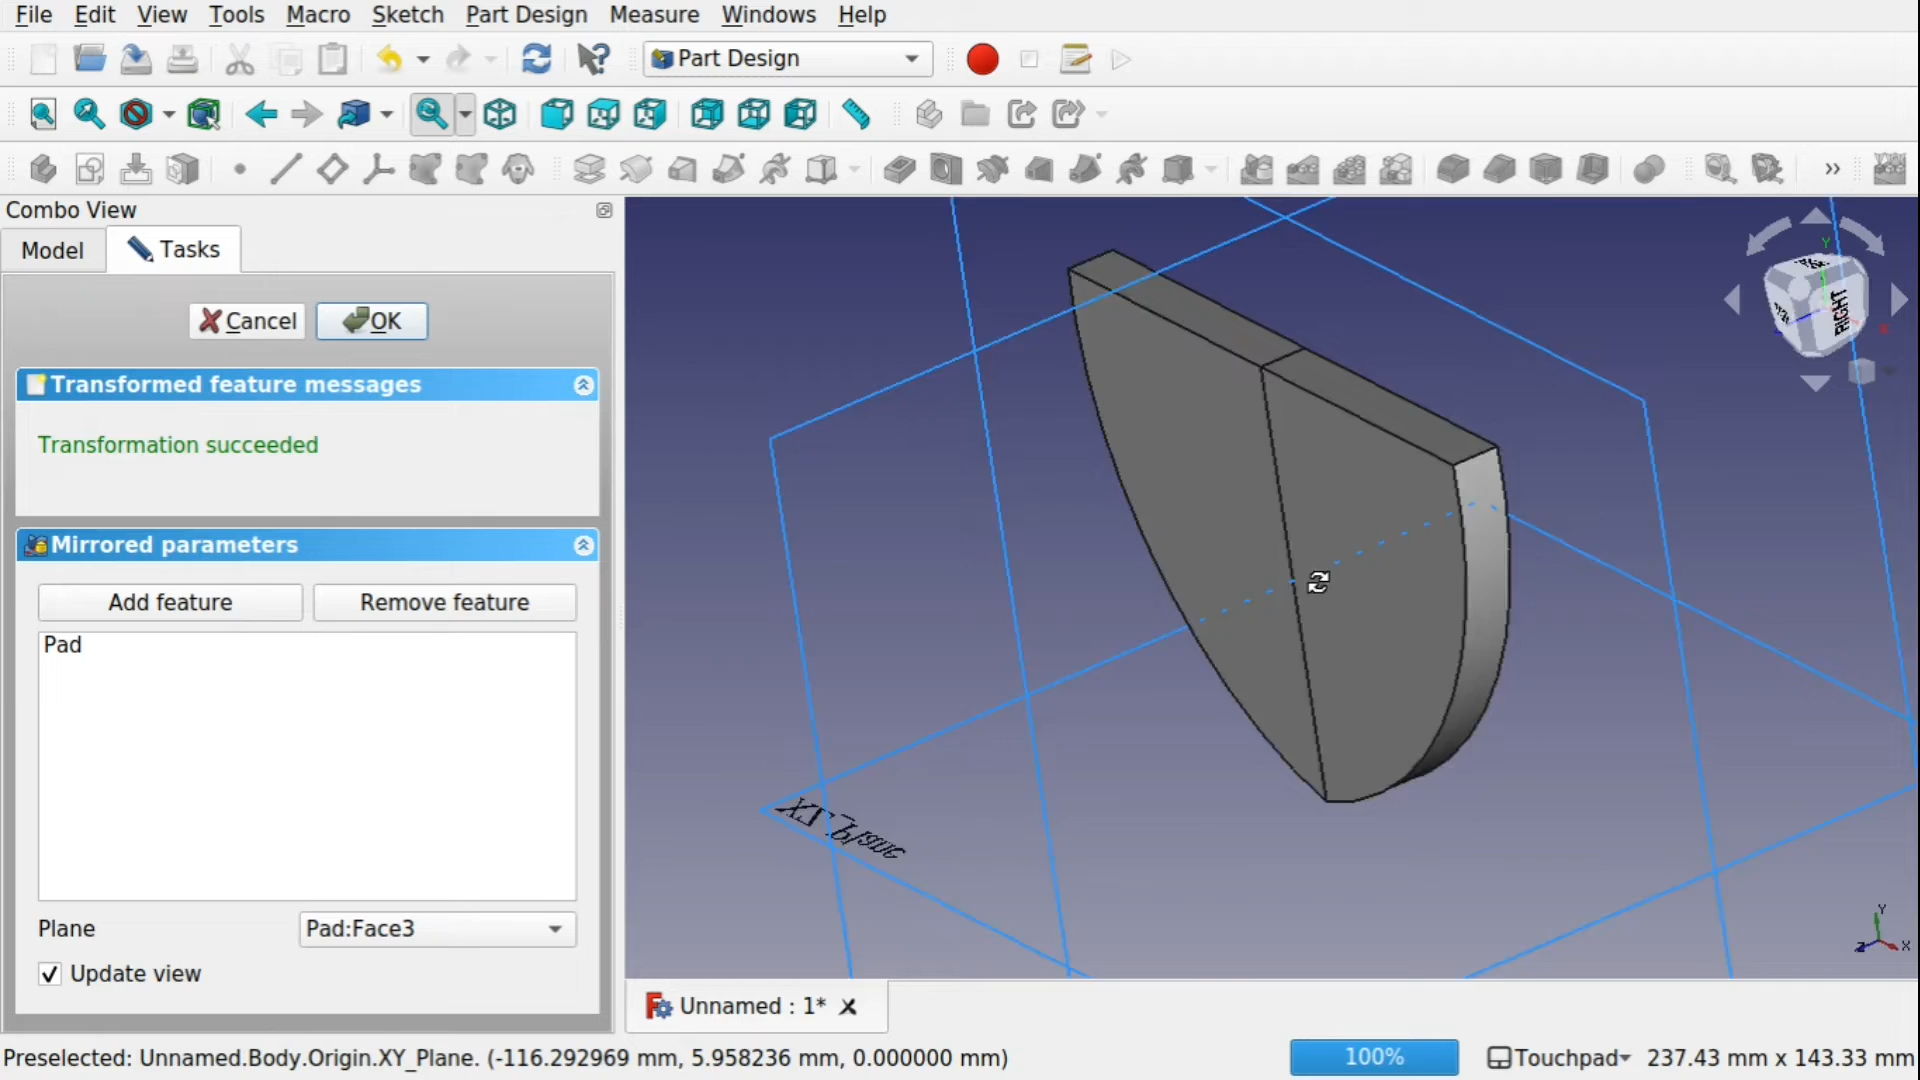 File Edit View Tools Macro Sketch Part Design Measure Windows Help
Part Design
Combo View
Model Tasks
Cancel OK
Transformed feature messages
Transformation succeeded
Mirrored parameters
Add feature Remove feature
Pad
Plane Pad:Face3
Update view
RIGHT
Y
XY_Plane
Y
Z X
Unnamed : 1*
Preselected: Unnamed.Body.Origin.XY_Plane. (-116.292969 mm, 5.958236 mm, 0.000000 mm) 100% Touchpad 237.43 mm x 143.33 mm